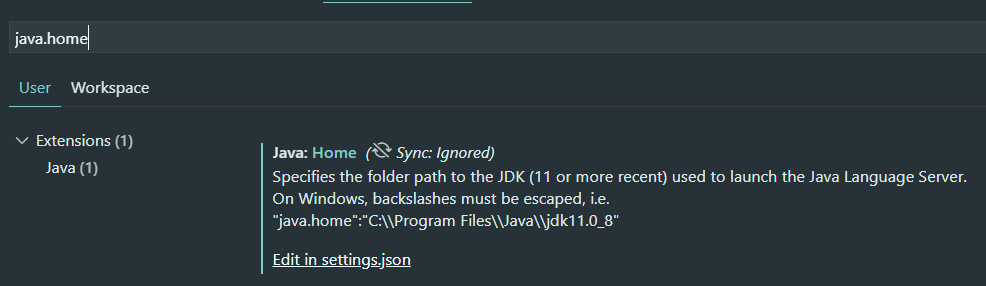 java.home
User Workspace
Extensions (1)
Java (1)
Java: Home (Sync: Ignored)
Specifies the folder path to the JDK (11 or more recent) used to launch the Java Language Server.
On Windows, backslashes must be escaped, i.e.
"java.home":"C:\\Program Files\\Java\\jdk11.0_8"
Edit in settings.json